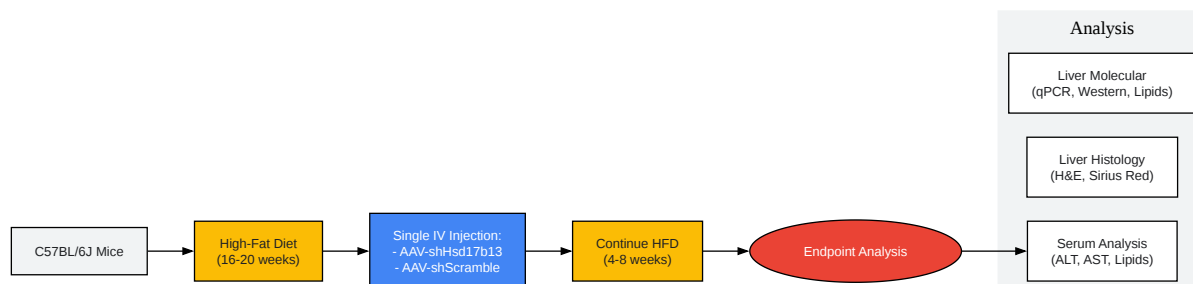 Analysis
Liver Molecular
(qPCR, Western, Lipids)
Liver Histology
(H&E, Sirius Red)
C57BL/6J Mice
High-Fat Diet
(16-20 weeks)
Single IV Injection:
- AAV-shHsd17b13
- AAV-shScramble
Continue HFD
(4-8 weeks)
Endpoint Analysis
Serum Analysis
(ALT, AST, Lipids)